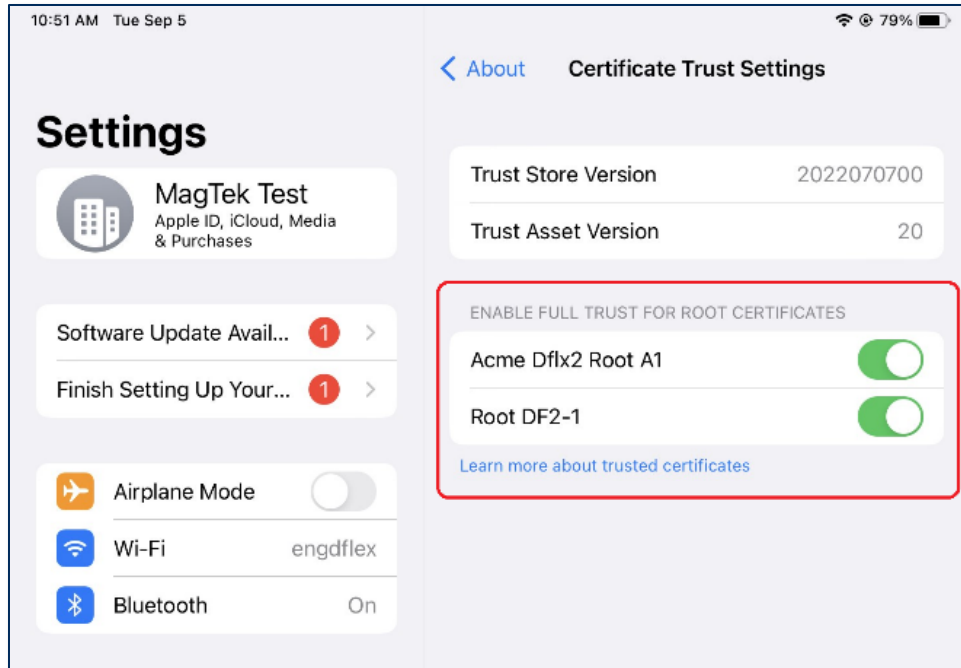 10:51 AM Tue Sep 5
79%
Settings
MagTek Test
Apple ID, iCloud, Media
& Purchases
Software Update Avail... 1
Finish Setting Up Your... 1
Airplane Mode
Wi-Fi engdflex
Bluetooth On
About Certificate Trust Settings
Trust Store Version 2022070700
Trust Asset Version 20
ENABLE FULL TRUST FOR ROOT CERTIFICATES
Acme Dflx2 Root A1
Root DF2-1
Learn more about trusted certificates